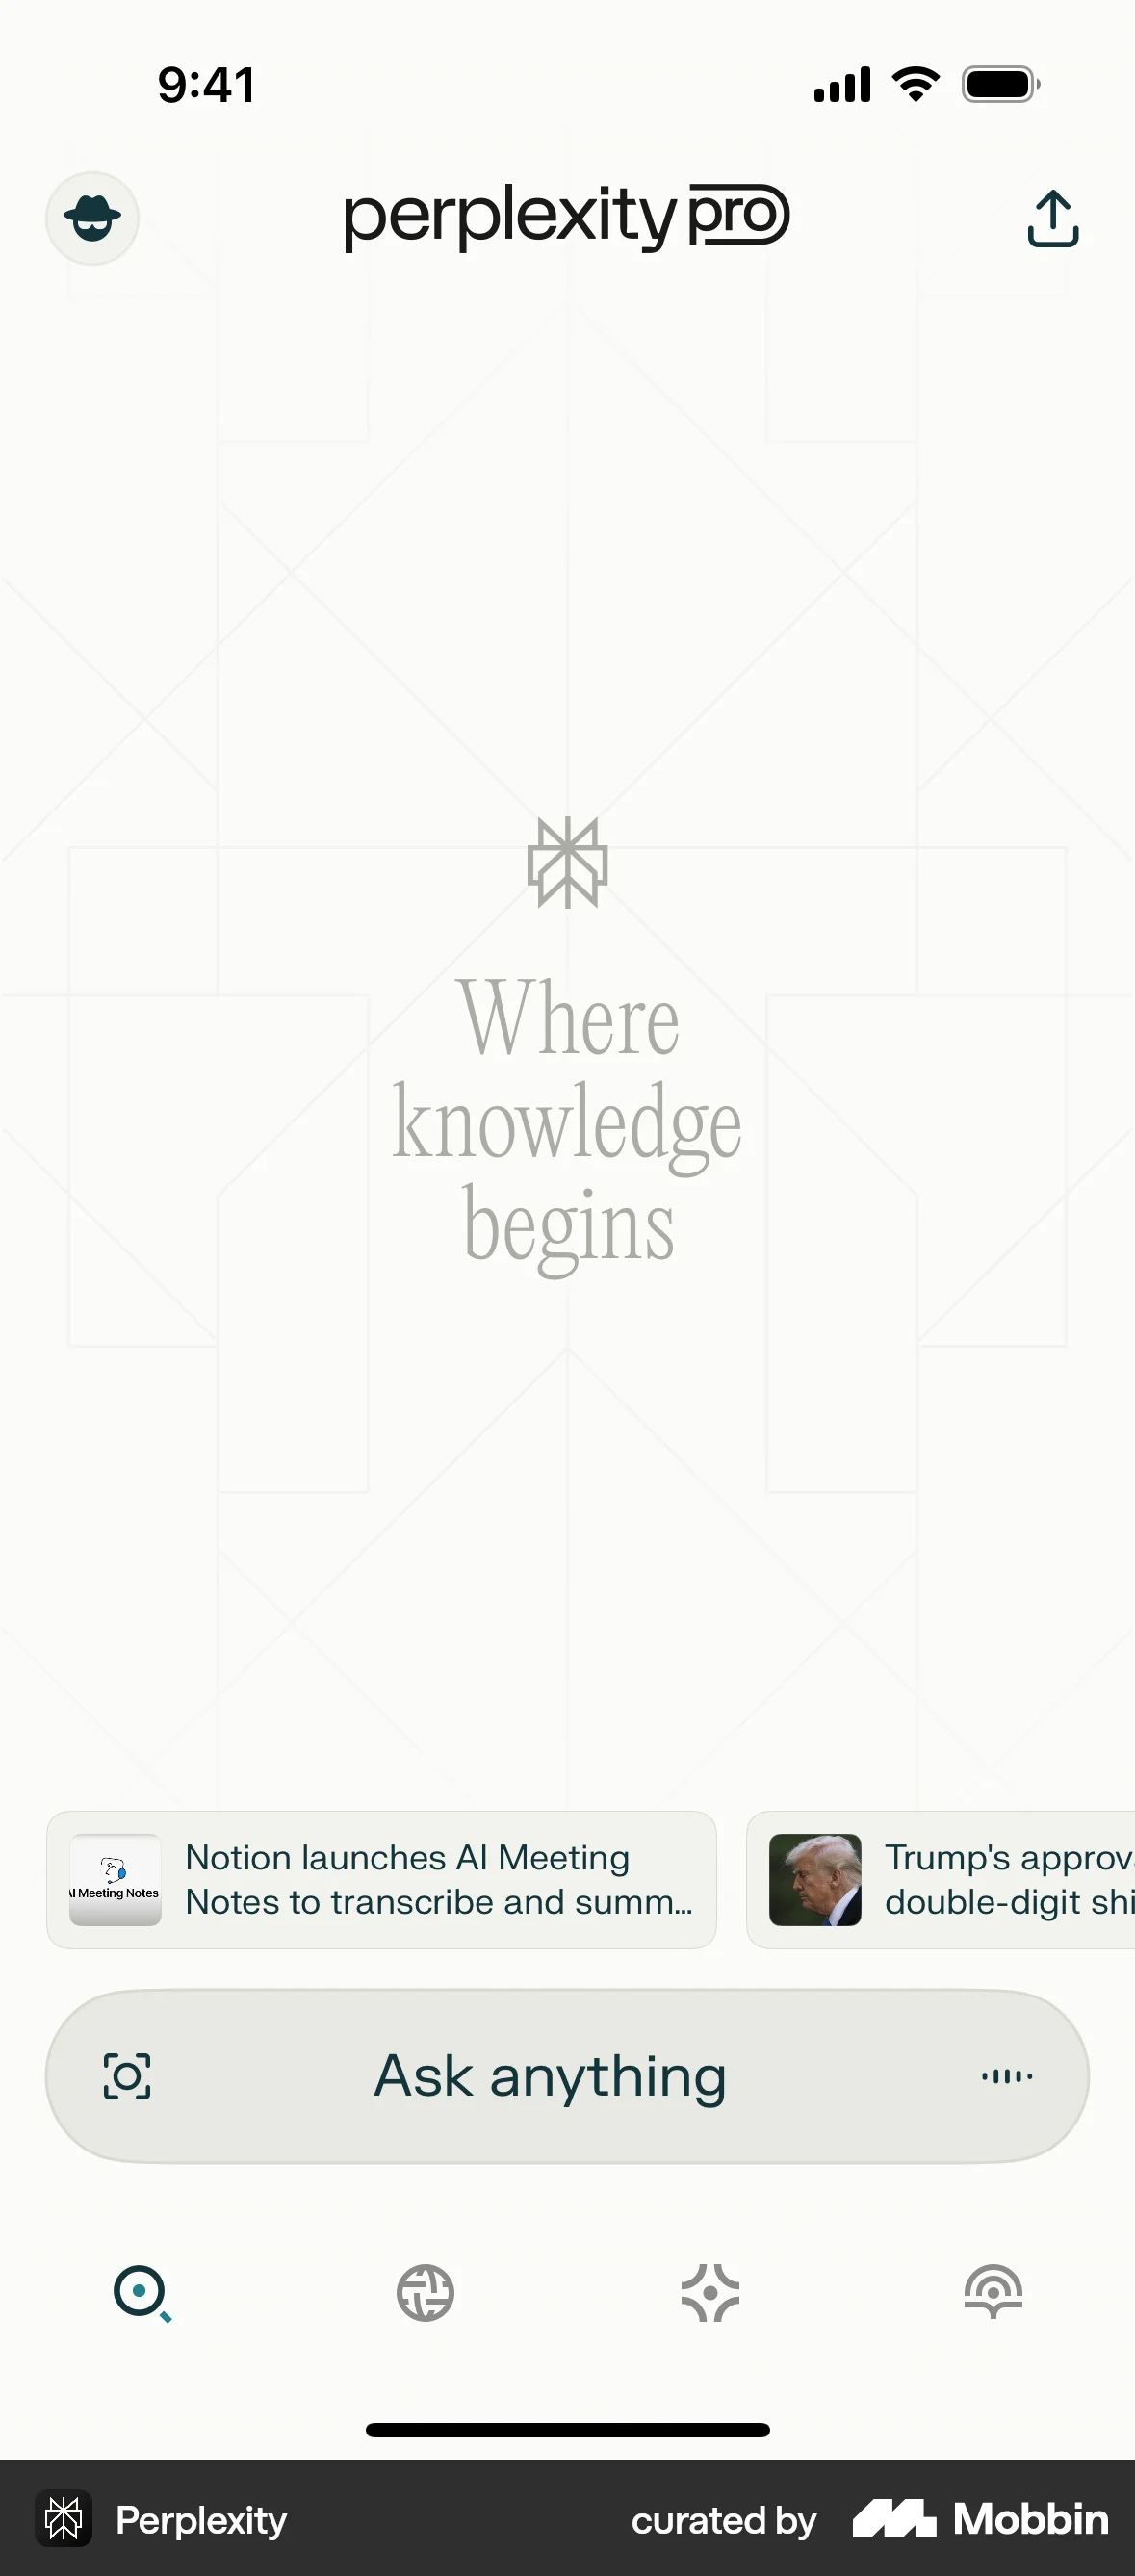 9:41
perplexity pro
Where
knowledge
begins
AI Meeting Notes
Notion launches AI Meeting
Notes to transcribe and summ...
Trump's approv
double-digit shi
Ask anything
Perplexity
curated by Mobbin